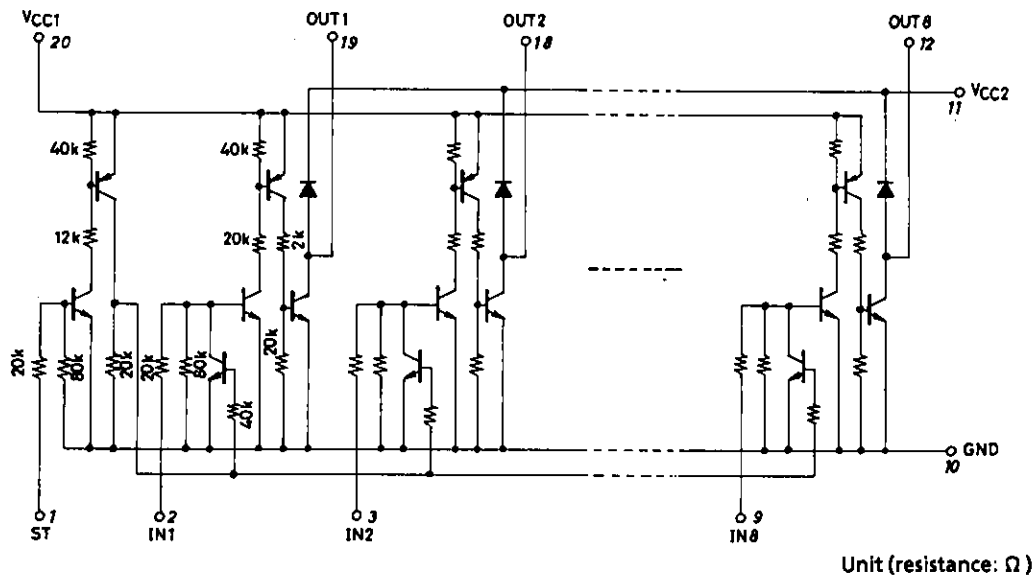 VCC1
20
OUT1
19
OUT2
18
OUT8
12
VCC2
11
40k
40k
12k
20k
2k
20k
80k
20k
20k
80k
40k
20k
GND
10
1
ST
2
IN1
3
IN2
9
IN8
Unit (resistance: Ω)